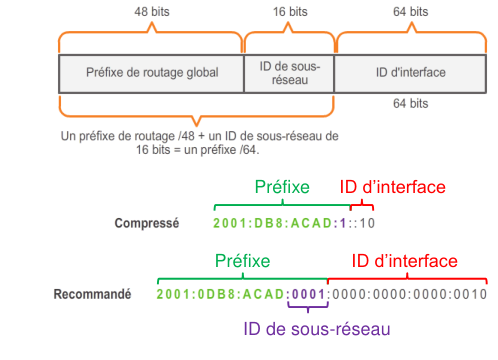 48 bits 16 bits 64 bits
Préfixe de routage global
ID de sous-
réseau
ID d'interface
64 bits
Un préfixe de routage /48 + un ID de sous-réseau de
16 bits = un préfixe /64.
Préfixe ID d'interface
Compressé 2001:DB8:ACAD:1::10
Préfixe ID d'interface
Recommandé 2001:0DB8:ACAD:0001:0000:0000:0000:0010
ID de sous-réseau